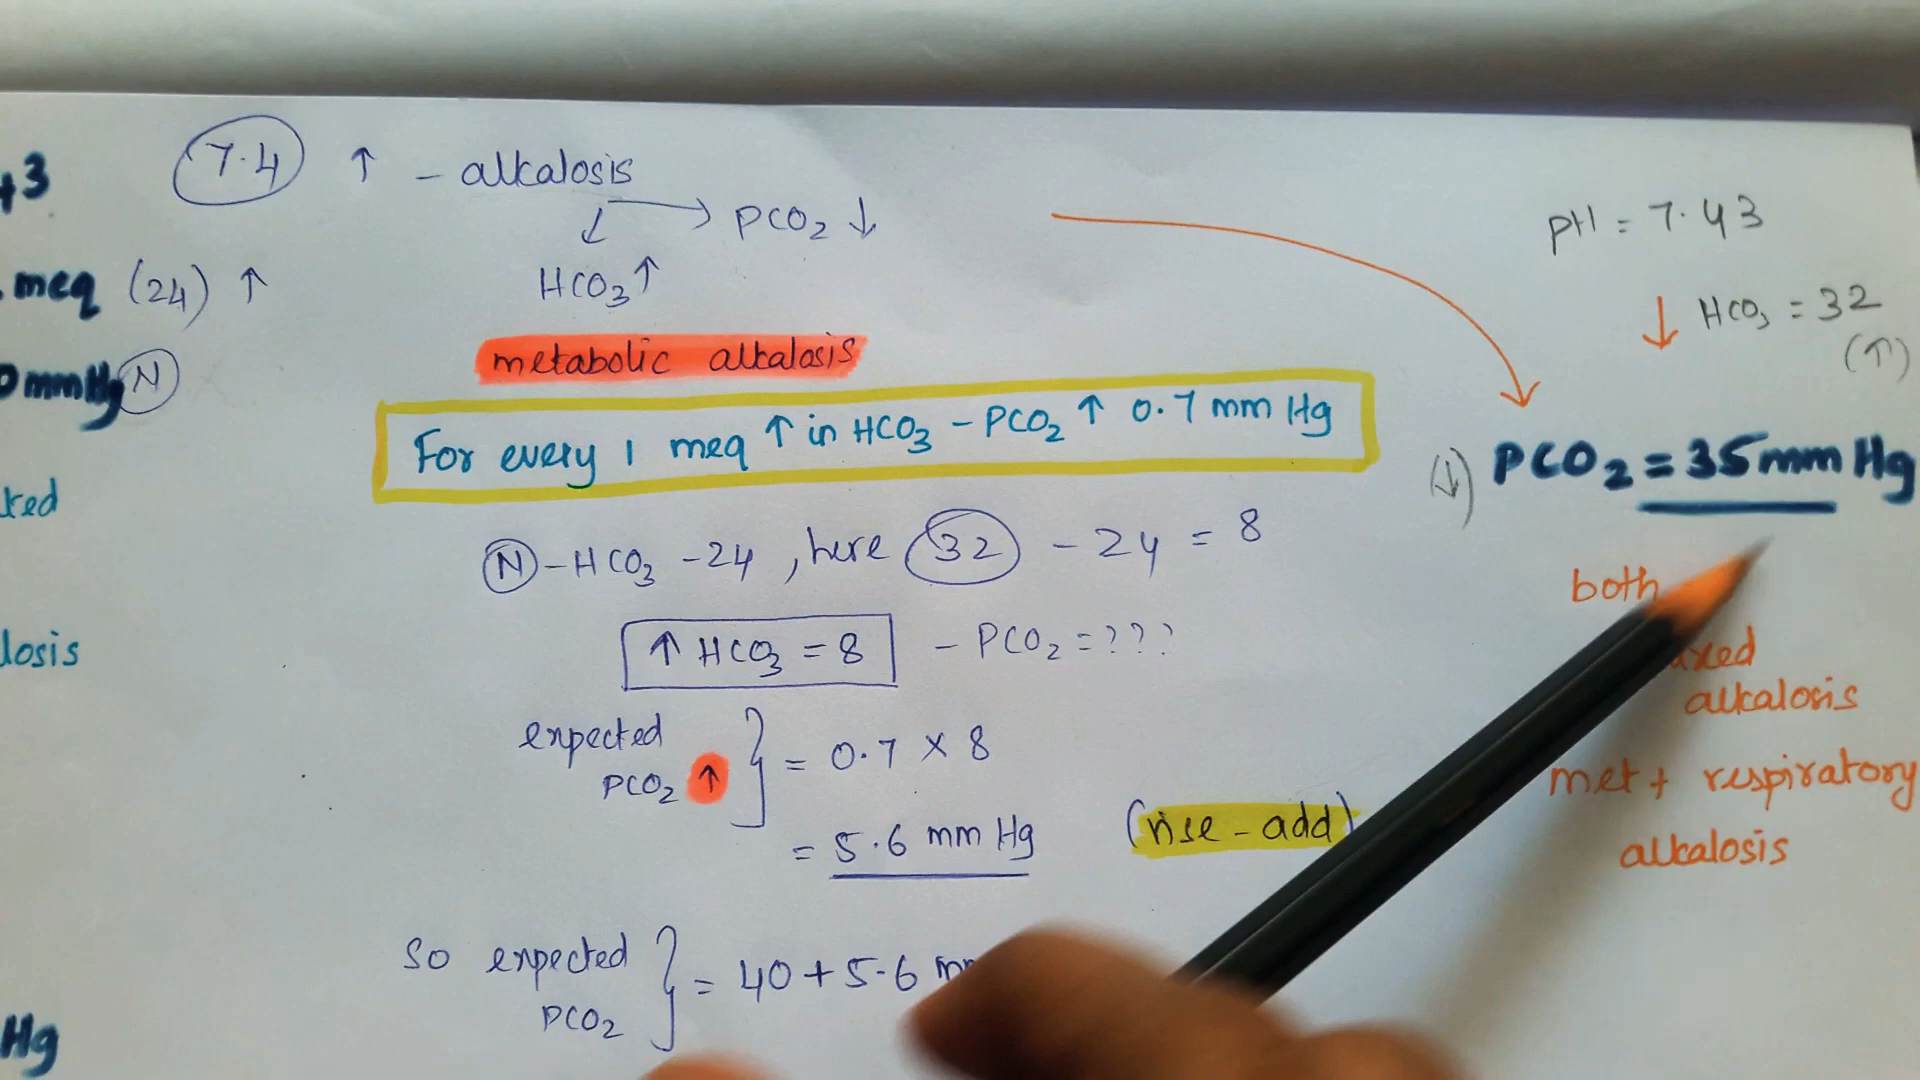 7.4 ↑ - alkalosis
→ PCO₂ ↓
HCO₃ ↑
meq (24) ↑
mmHg (N)
metabolic alkalosis
For every 1 meq ↑ in HCO₃ - PCO₂ ↑ 0.7 mm Hg
(N) - HCO₃ - 24, here (32) - 24 = 8
↑ HCO₃ = 8 - PCO₂ = ???
expected PCO₂ ↑ } = 0.7 × 8
= 5.6 mm Hg (rise - add)
So expected PCO₂ } = 40 + 5.6
Hg
pH = 7.43
↓ HCO₃ = 32
(↑)
(↓) PCO₂ = 35 mm Hg
both
alkalosis
met + respiratory
alkalosis